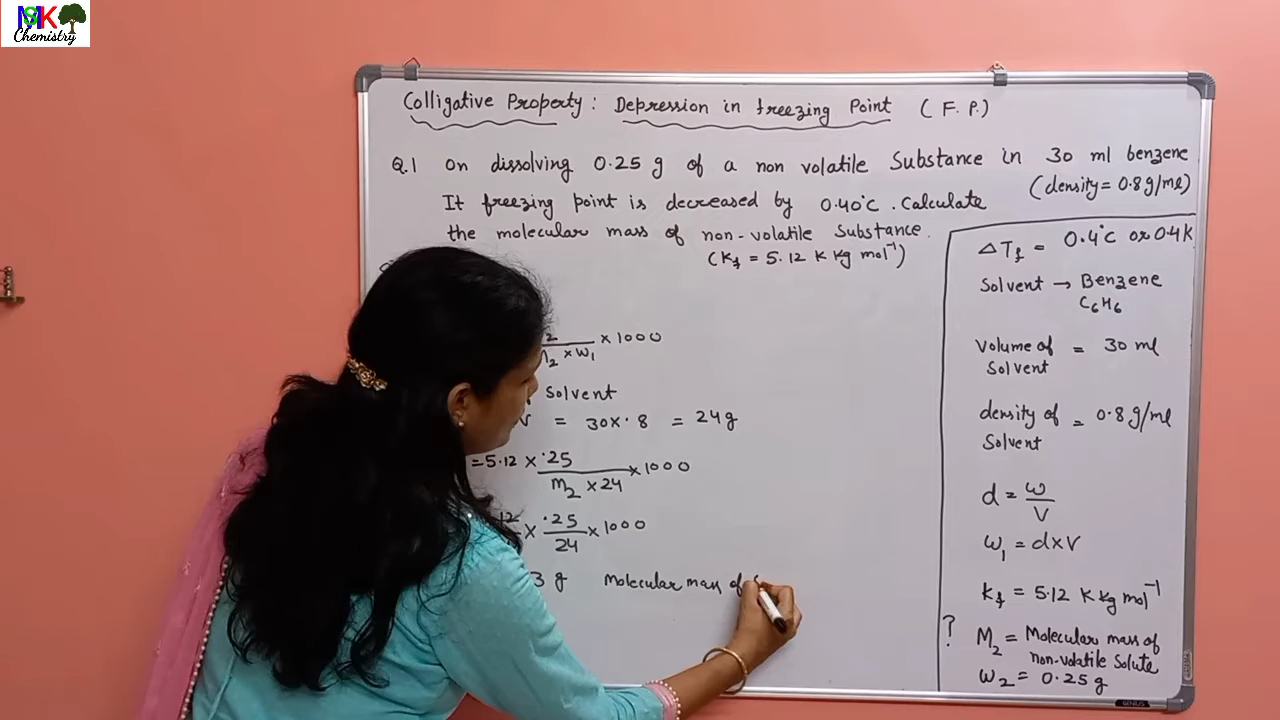 MSK
Chemistry
Colligative Property : Depression in freezing Point ( F. P.)
Q.1 On dissolving 0.25 g of a non volatile Substance in 30 ml benzene
(density = 0.8 g/ml)
It freezing point is decreased by 0.40°C . Calculate
the molecular mass of non-volatile Substance.
(Kf = 5.12 K Kg mol⁻¹)
× 1000
M2 × W1
Solvent
V = 30×.8 = 24g
= 5.12 × .25 × 1000
M2 × 24
12 × .25 × 1000
24
3 g Molecular mass of
ΔTf = 0.4°C or 0.4K
Solvent → Benzene
C6H6
Volume of = 30 ml
Solvent
density of = 0.8 g/ml
Solvent
d = w
V
w1 = d×V
Kf = 5.12 K Kg mol⁻¹
? M2 = Molecular mass of
non-volatile Solute
w2 = 0.25 g
GENIUS